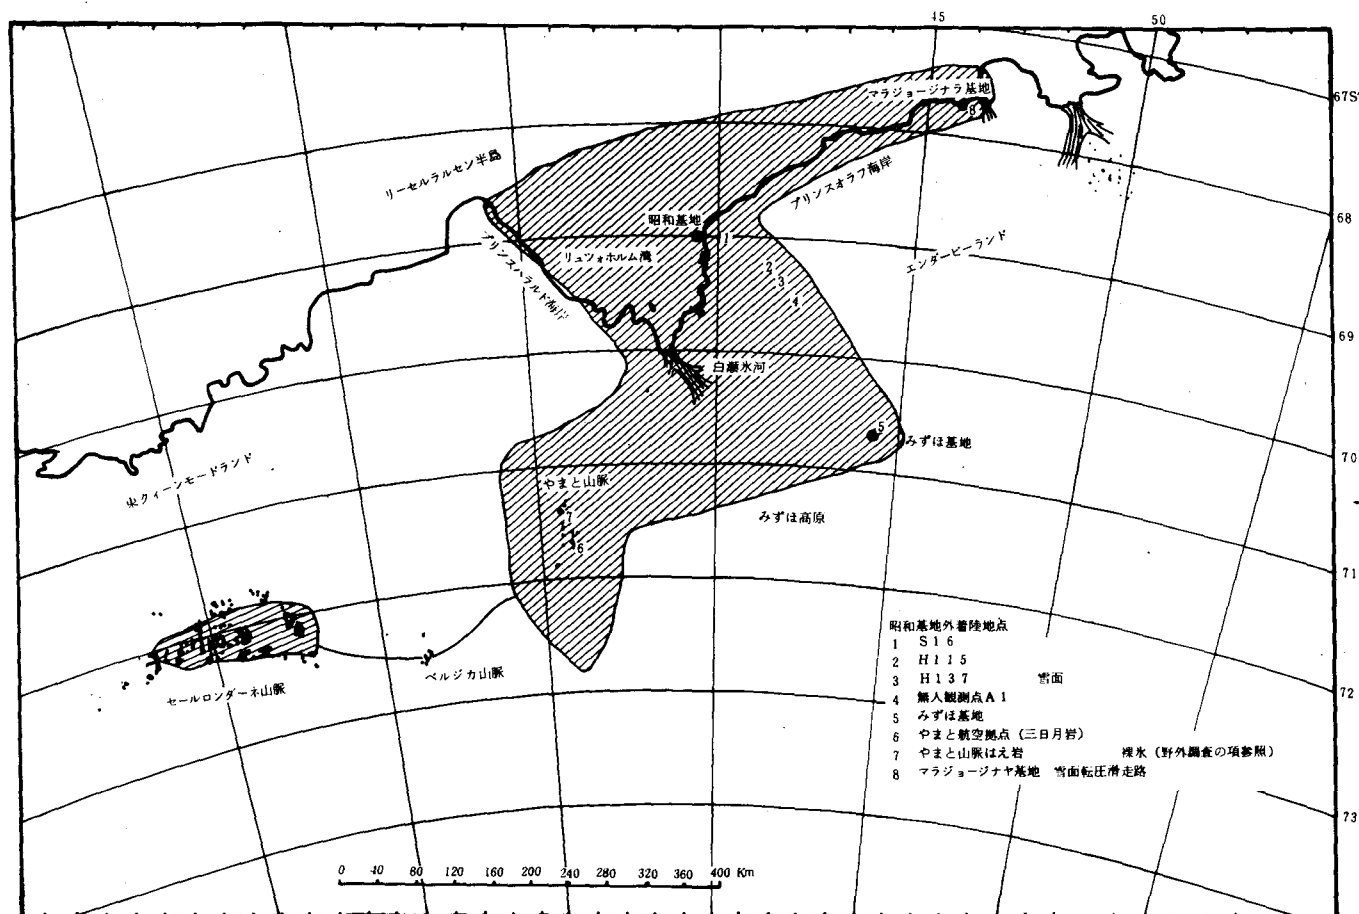 45
50
67S°
マラジョージナラ基地
8
リーセルラルセン半島
プリンスオラフ海岸
68
昭和基地
1
プリンスハラルド海岸
リュツォホルム湾
エンダービーランド
2
3
4
69
白瀬氷河
5
みずほ基地
70
東クィーンモードランド
やまと山脈
7
みずほ高原
6
71
昭和基地外着陸地点
1 S16
2 H115
3 H137 雪面
4 無人観測点A1
5 みずほ基地
6 やまと航空拠点（三日月岩）
7 やまと山脈はえ岩 裸氷（野外調査の項参照）
8 マラジョージナヤ基地 雪面転圧滑走路
ベルジカ山脈
セールロンダーネ山脈
72
73
0 40 80 120 160 200 240 280 320 360 400 Km